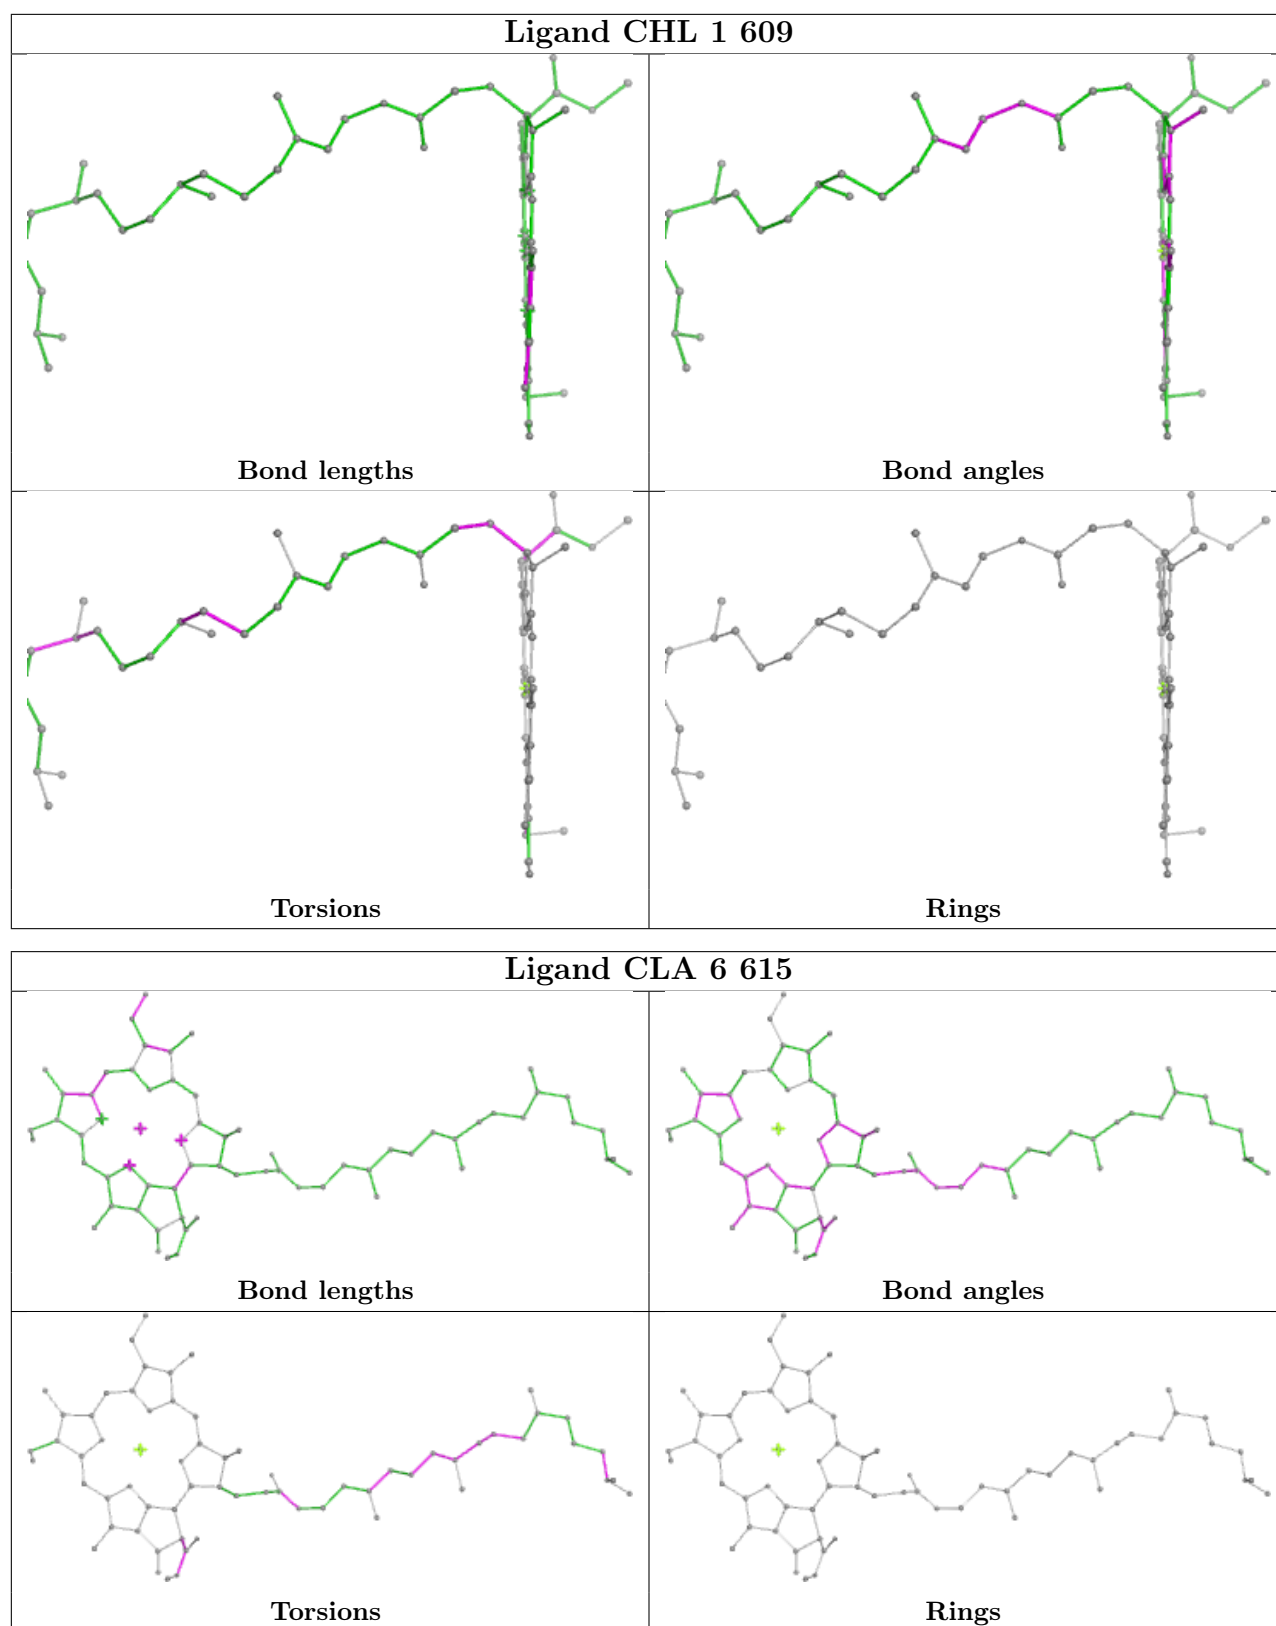 Ligand CHL 1 609
Bond lengths
Bond angles
Torsions
Rings
Ligand CLA 6 615
Bond lengths
Bond angles
Torsions
Rings